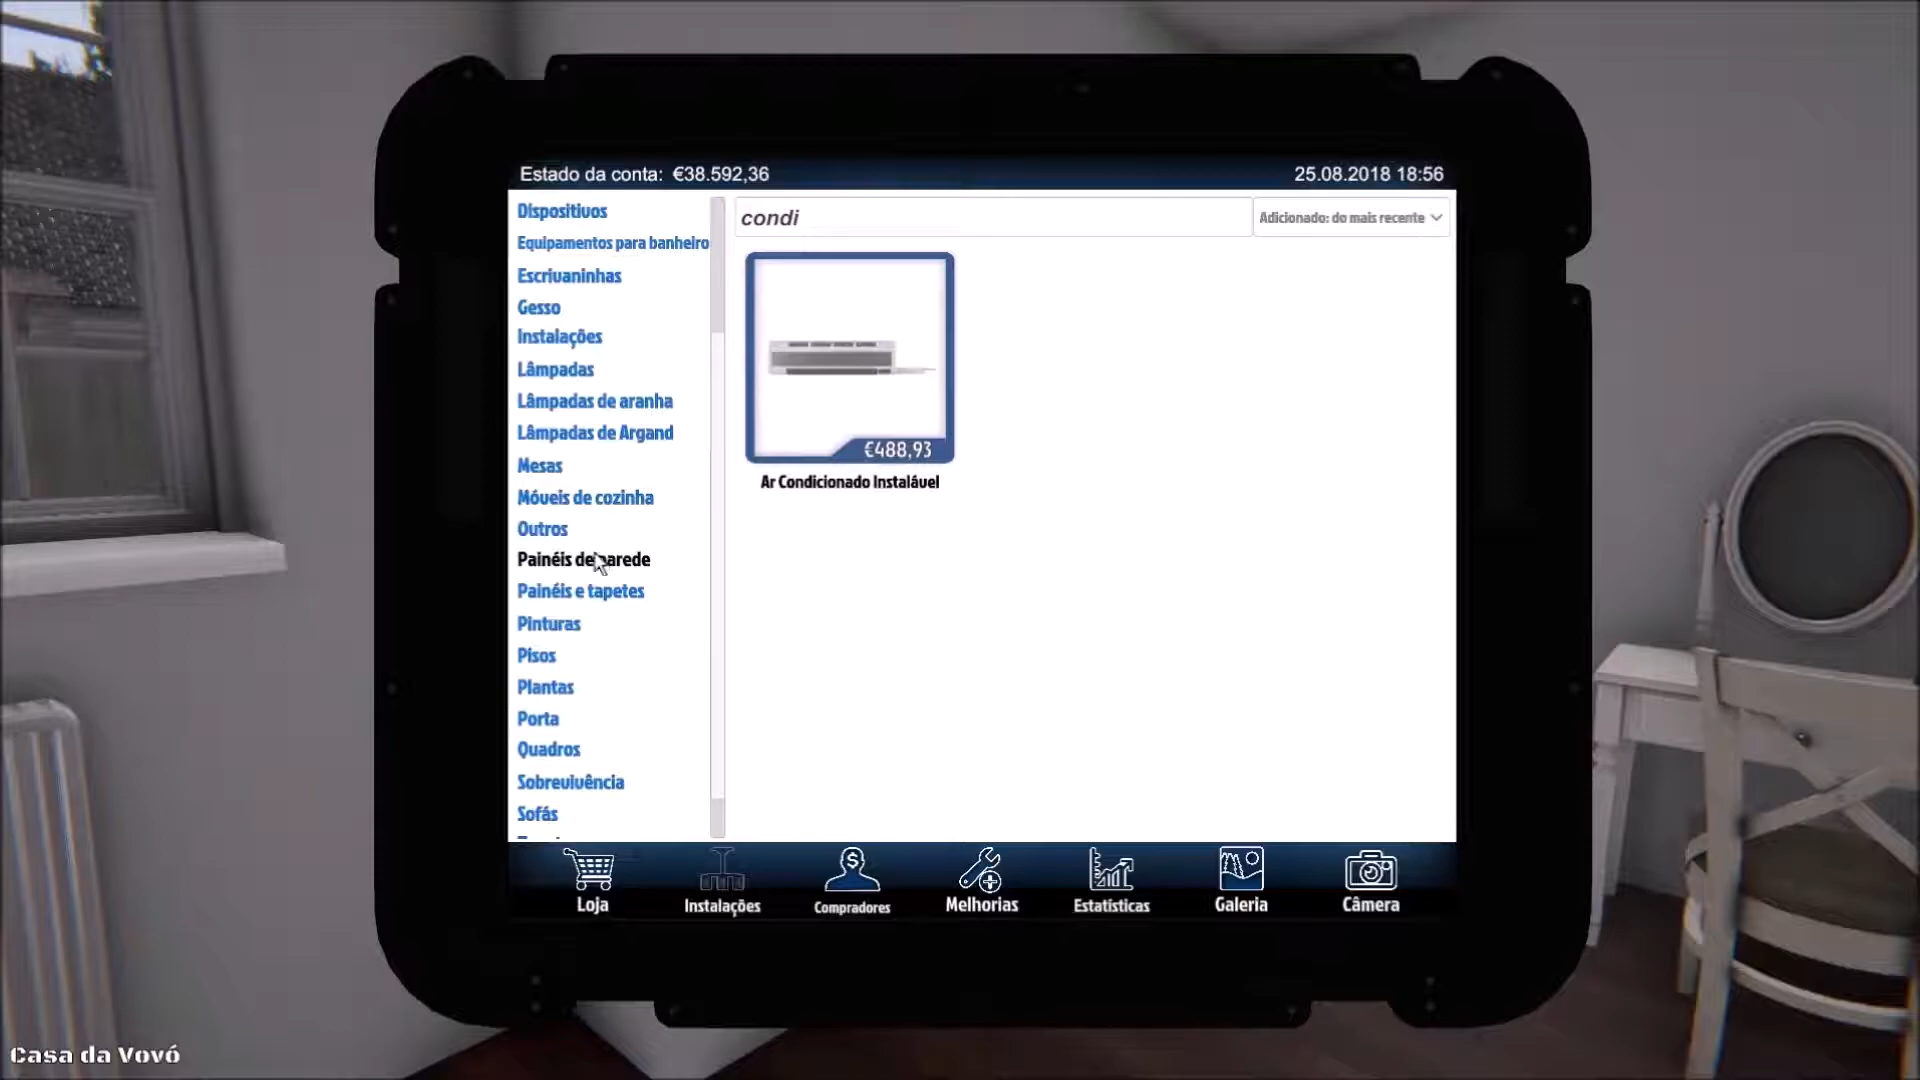 Estado da conta: €38.592,36
25.08.2018 18:56
Dispositivos
Equipamentos para banheiro
Escrivaninhas
Gesso
Instalações
Lâmpadas
Lâmpadas de aranha
Lâmpadas de Argand
Mesas
Móveis de cozinha
Outros
Painéis de parede
Painéis e tapetes
Pinturas
Pisos
Plantas
Porta
Quadros
Sobrevivência
Sofás
condi
Adicionado: do mais recente
€488,93
Ar Condicionado Instalável
Loja
Instalações
Compradores
Melhorias
Estatísticas
Galeria
Câmera
Casa da Vovó